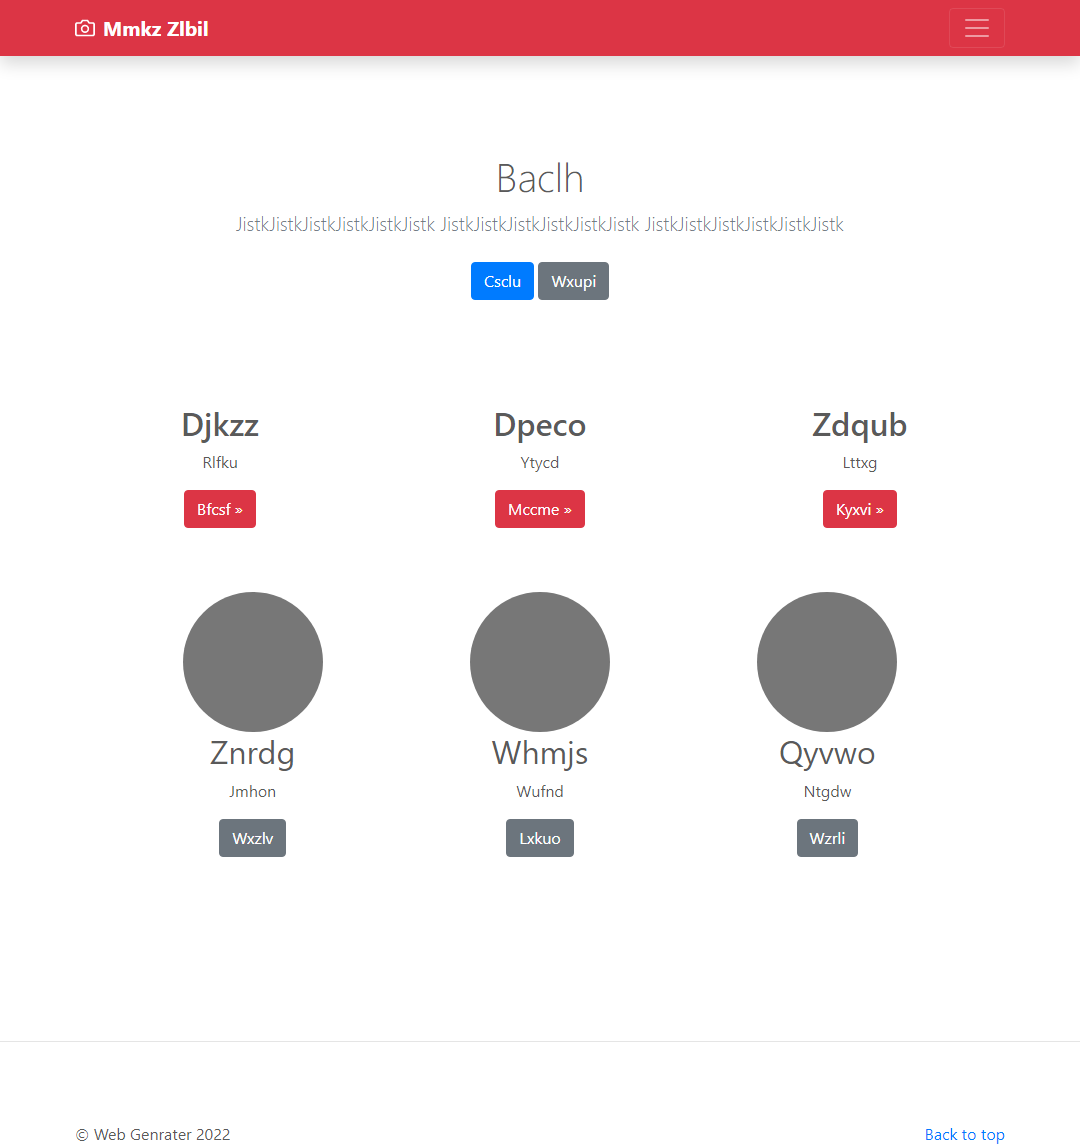 Mmkz Zlbil
Baclh
JistkJistkJistkJistkJistkJistk JistkJistkJistkJistkJistkJistk JistkJistkJistkJistkJistkJistk
Csclu Wxupi
Djkzz Dpeco Zdqub
Rlfku Ytycd Lttxg
Bfcsf » Mccme » Kyxvi »
Znrdg Whmjs Qyvwo
Jmhon Wufnd Ntgdw
Wxzlv Lxkuo Wzrli
© Web Genrater 2022 Back to top